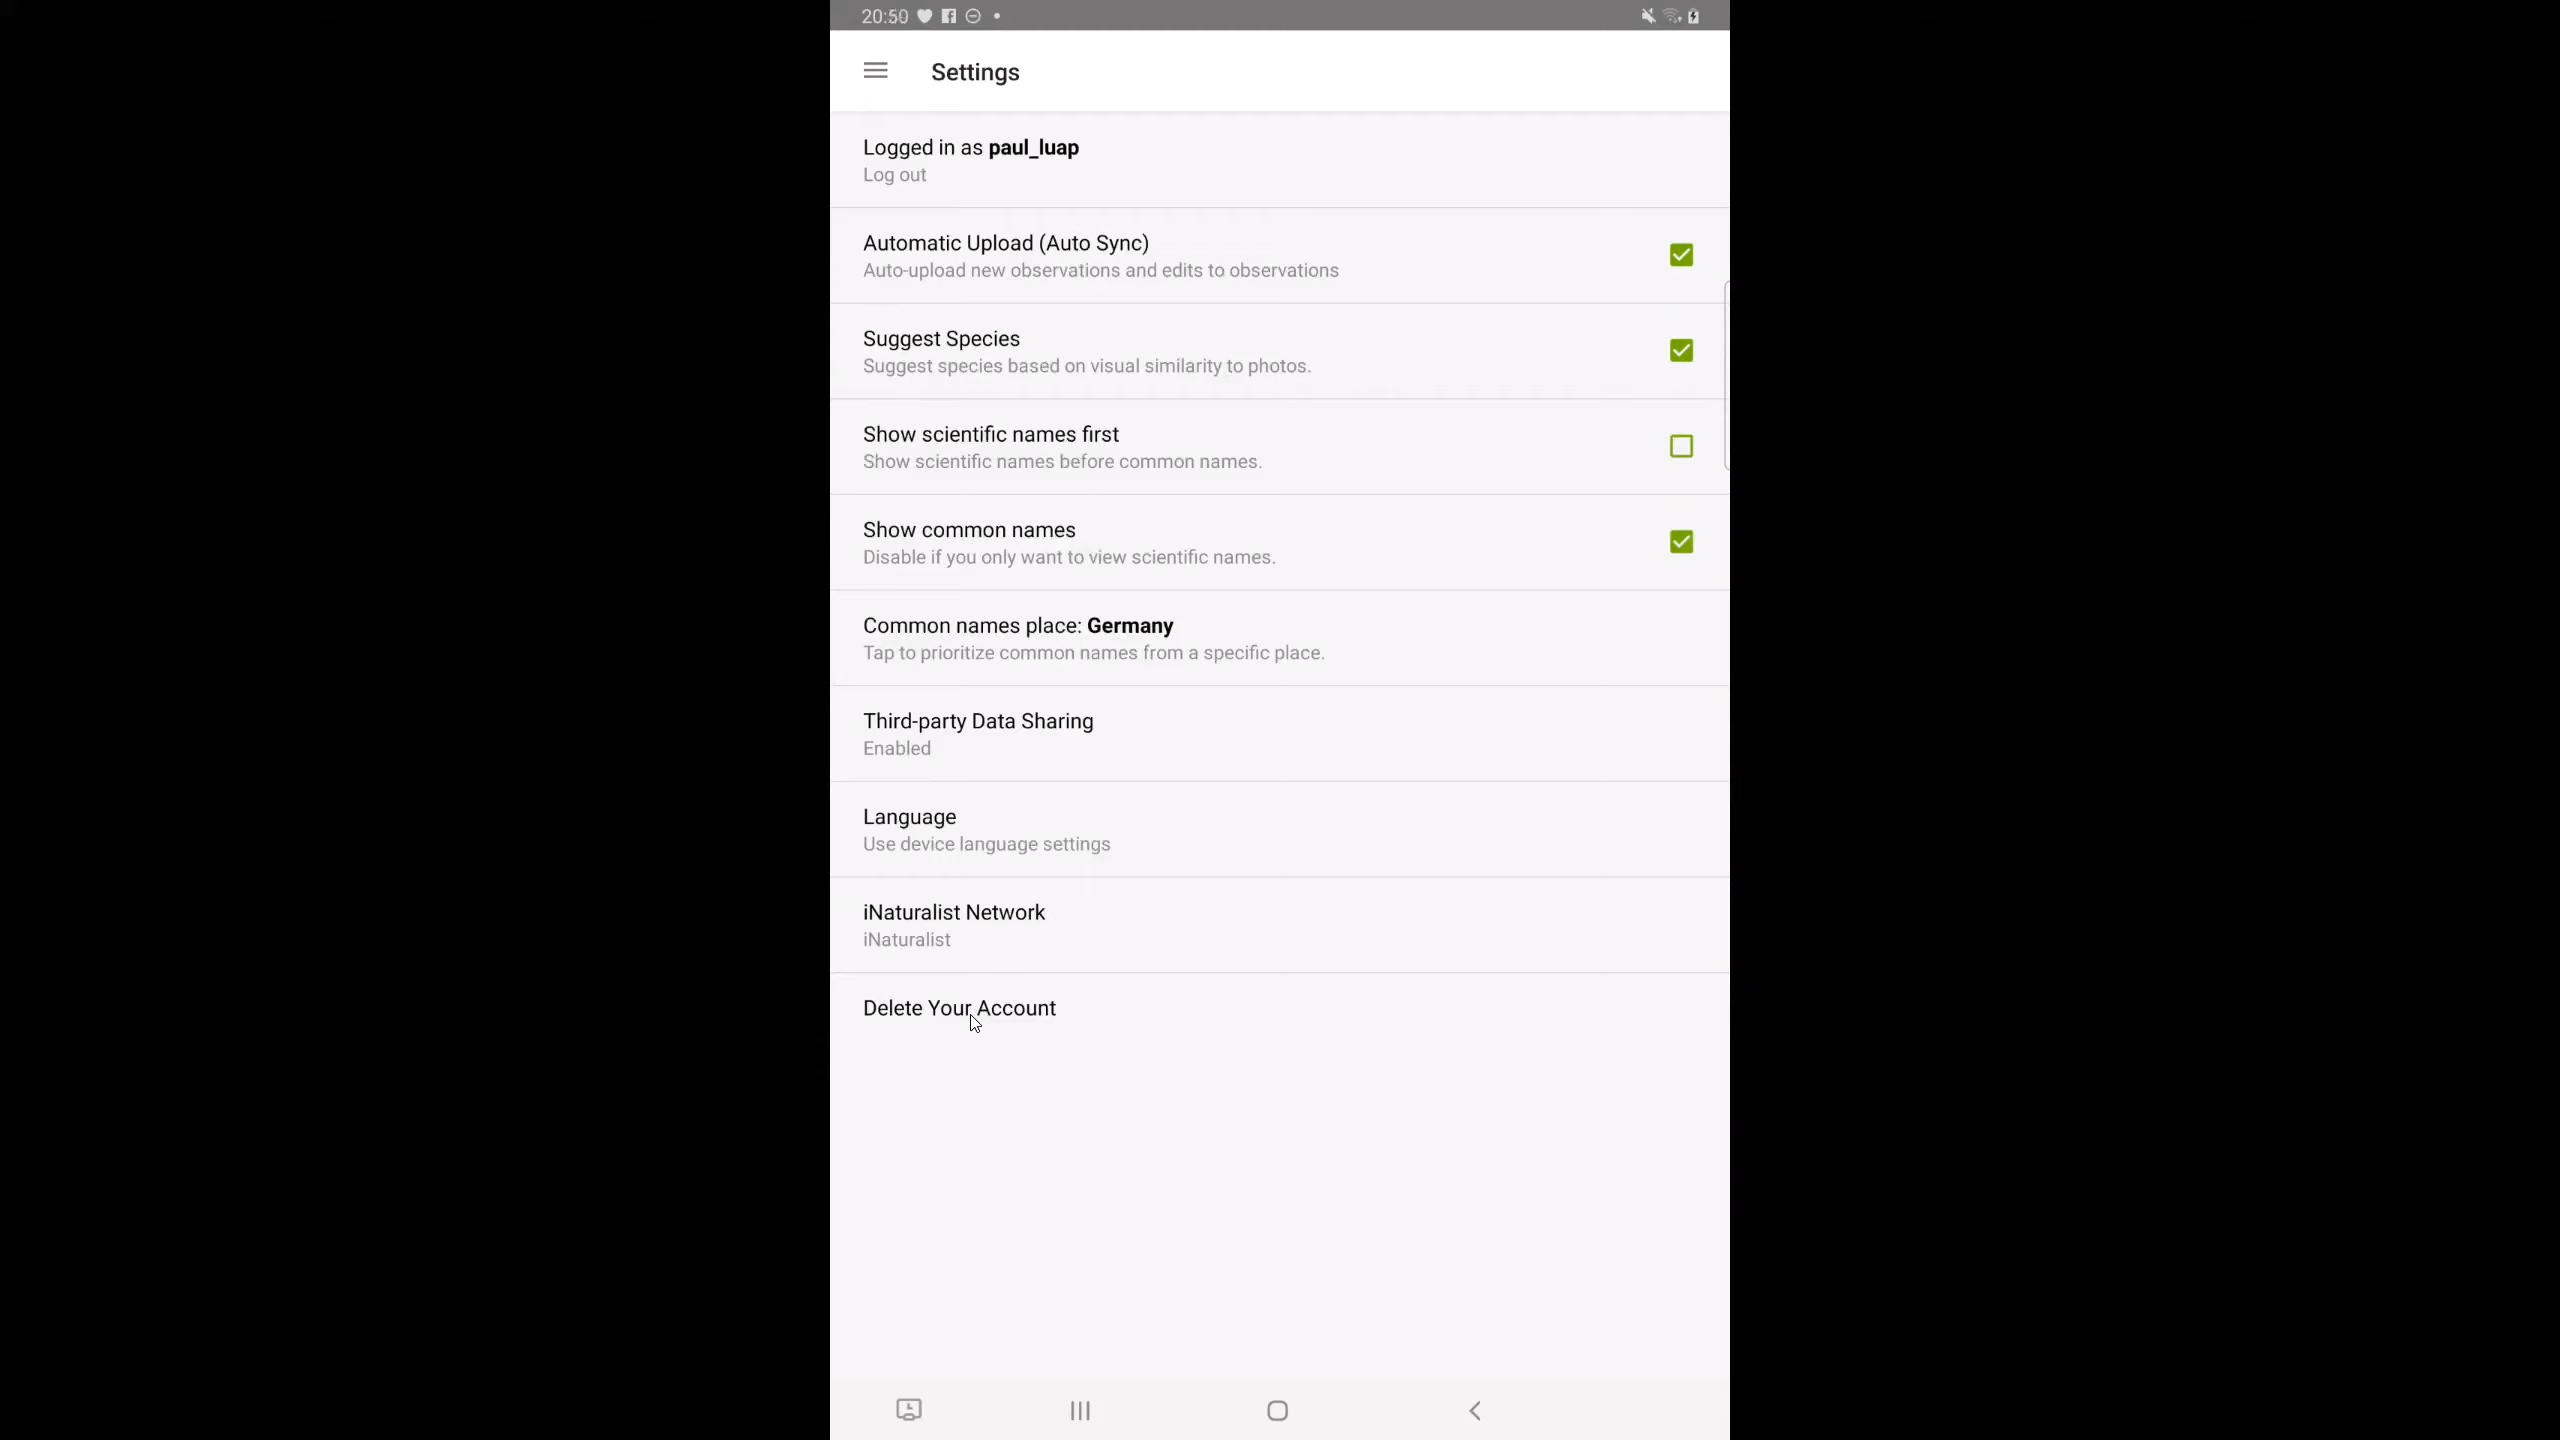 20:50
Settings
Logged in as paul_luap
Log out
Automatic Upload (Auto Sync)
Auto-upload new observations and edits to observations
Suggest Species
Suggest species based on visual similarity to photos.
Show scientific names first
Show scientific names before common names.
Show common names
Disable if you only want to view scientific names.
Common names place: Germany
Tap to prioritize common names from a specific place.
Third-party Data Sharing
Enabled
Language
Use device language settings
iNaturalist Network
iNaturalist
Delete Your Account